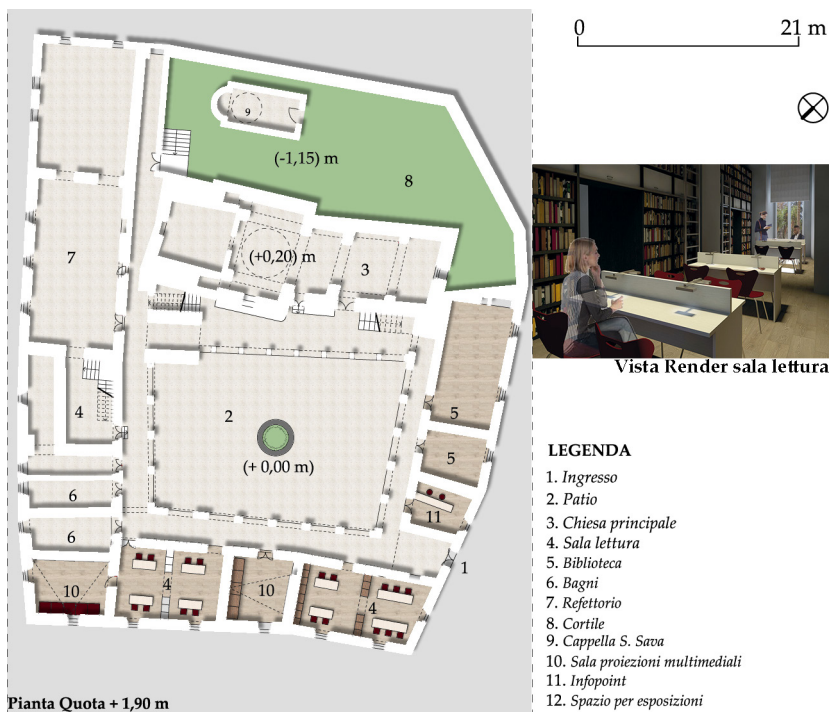 0 21 m
9
(-1,15) m
8
7
(+0,20) m
3
4
2
5
(+ 0,00 m)
5
6
11
6
1
10
4
10
4
Pianta Quota + 1,90 m
Vista Render sala lettura
LEGENDA
1. Ingresso
2. Patio
3. Chiesa principale
4. Sala lettura
5. Biblioteca
6. Bagni
7. Refettorio
8. Cortile
9. Cappella S. Sava
10. Sala proiezioni multimediali
11. Infopoint
12. Spazio per esposizioni